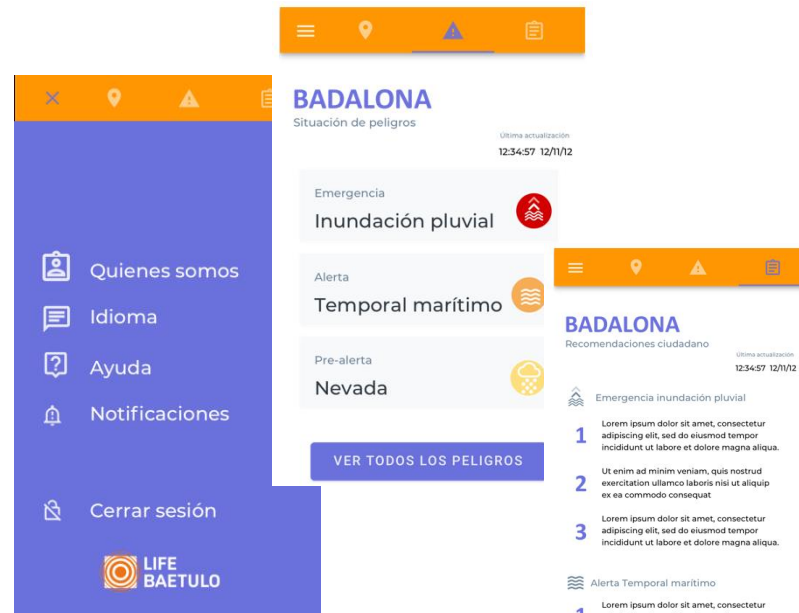 Quienes somos
Idioma
Ayuda
Notificaciones
Cerrar sesión
LIFE
BAETULO
BADALONA
Situación de peligros
Última actualización
12:34:57 12/11/12
Emergencia
Inundación pluvial
Alerta
Temporal marítimo
Pre-alerta
Nevada
VER TODOS LOS PELIGROS
BADALONA
Recomendaciones ciudadano
Última actualización
12:34:57 12/11/12
Emergencia inundación pluvial
1 Lorem ipsum dolor sit amet, consectetur
adipiscing elit, sed do eiusmod tempor
incididunt ut labore et dolore magna aliqua.
2 Ut enim ad minim veniam, quis nostrud
exercitation ullamco laboris nisi ut aliquip
ex ea commodo consequat
3 Lorem ipsum dolor sit amet, consectetur
adipiscing elit, sed do eiusmod tempor
incididunt ut labore et dolore magna aliqua.
Alerta Temporal marítimo
1 Lorem ipsum dolor sit amet, consectetur